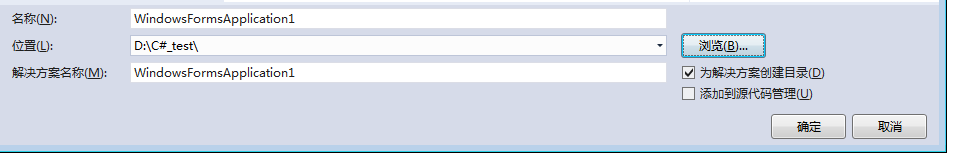 名称(N): WindowsFormsApplication1
位置(L): D:\C#_test\ 浏览(B)...
解决方案名称(M): WindowsFormsApplication1 为解决方案创建目录(D)
添加到源代码管理(U)
确定 取消